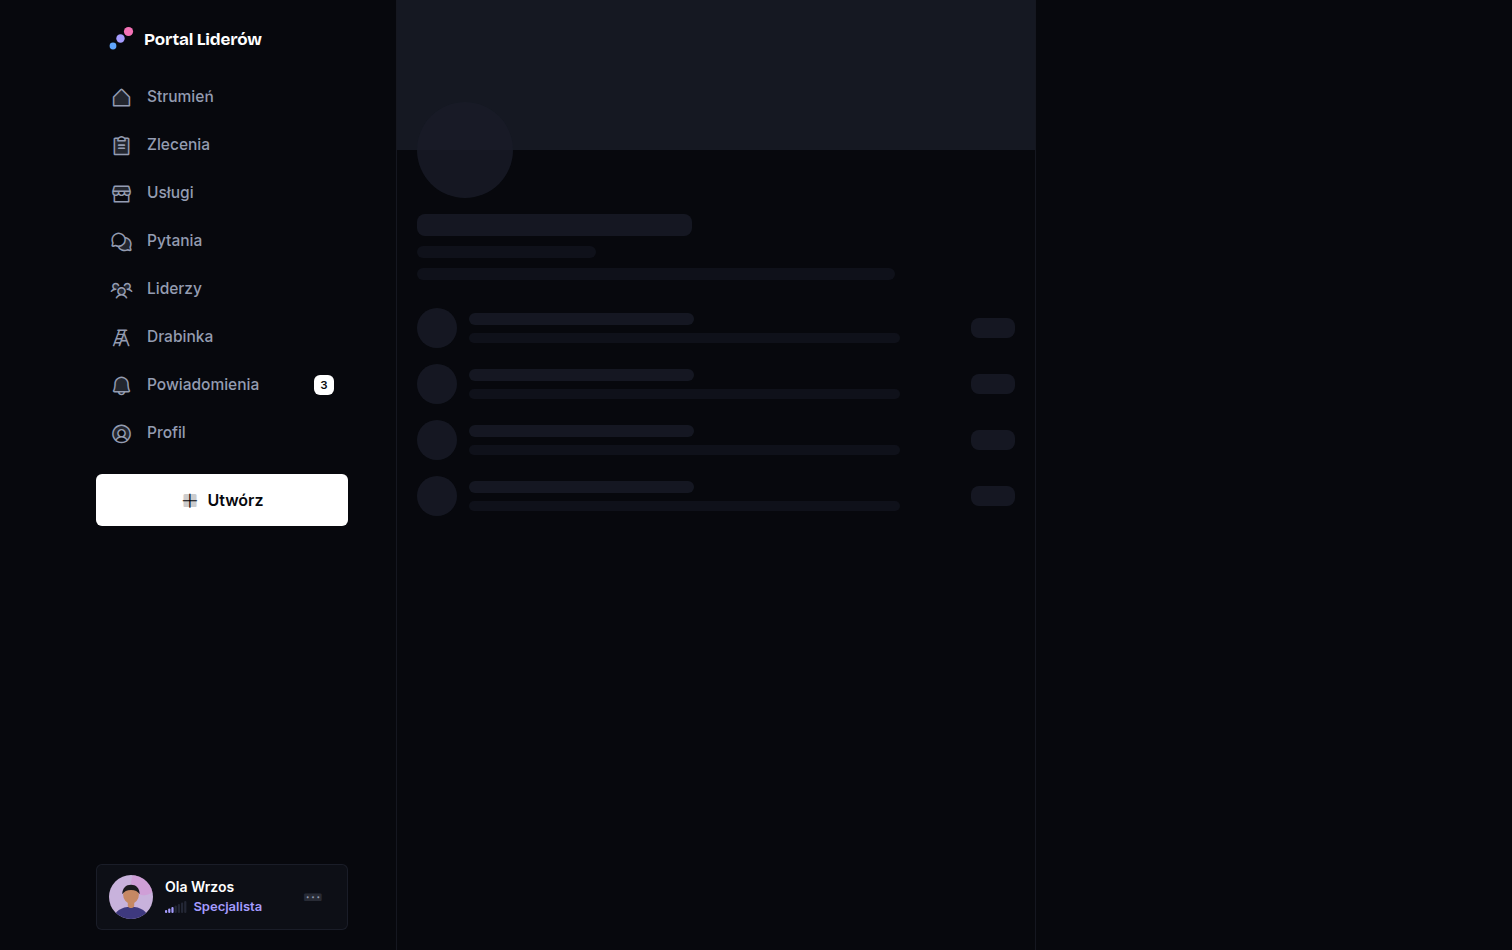 Portal Liderów
Strumień
Zlecenia
Usługi
Pytania
Liderzy
Drabinka
Powiadomienia 3
Profil
Utwórz
Ola Wrzos
Specjalista